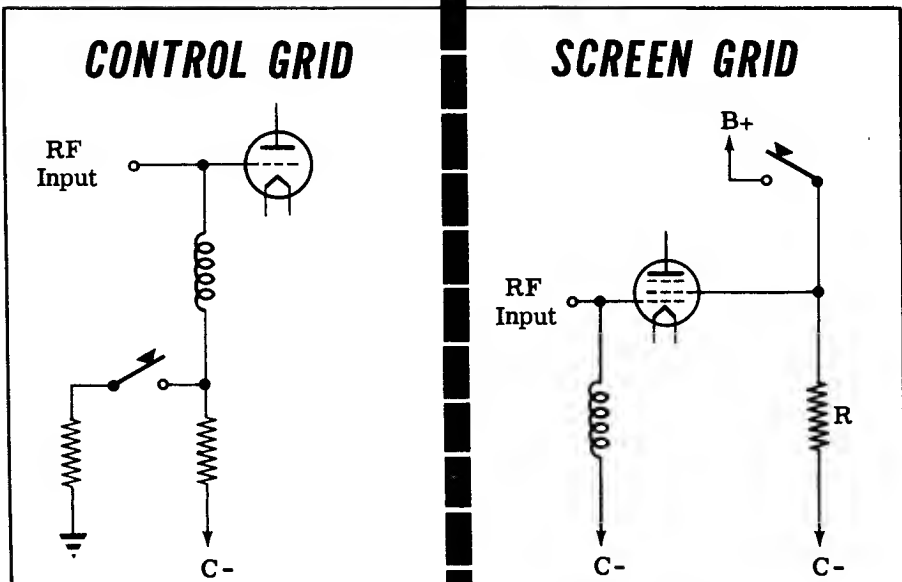 CONTROL GRID
RF
Input
C-
SCREEN GRID
B+
RF
Input
R
C-
C-